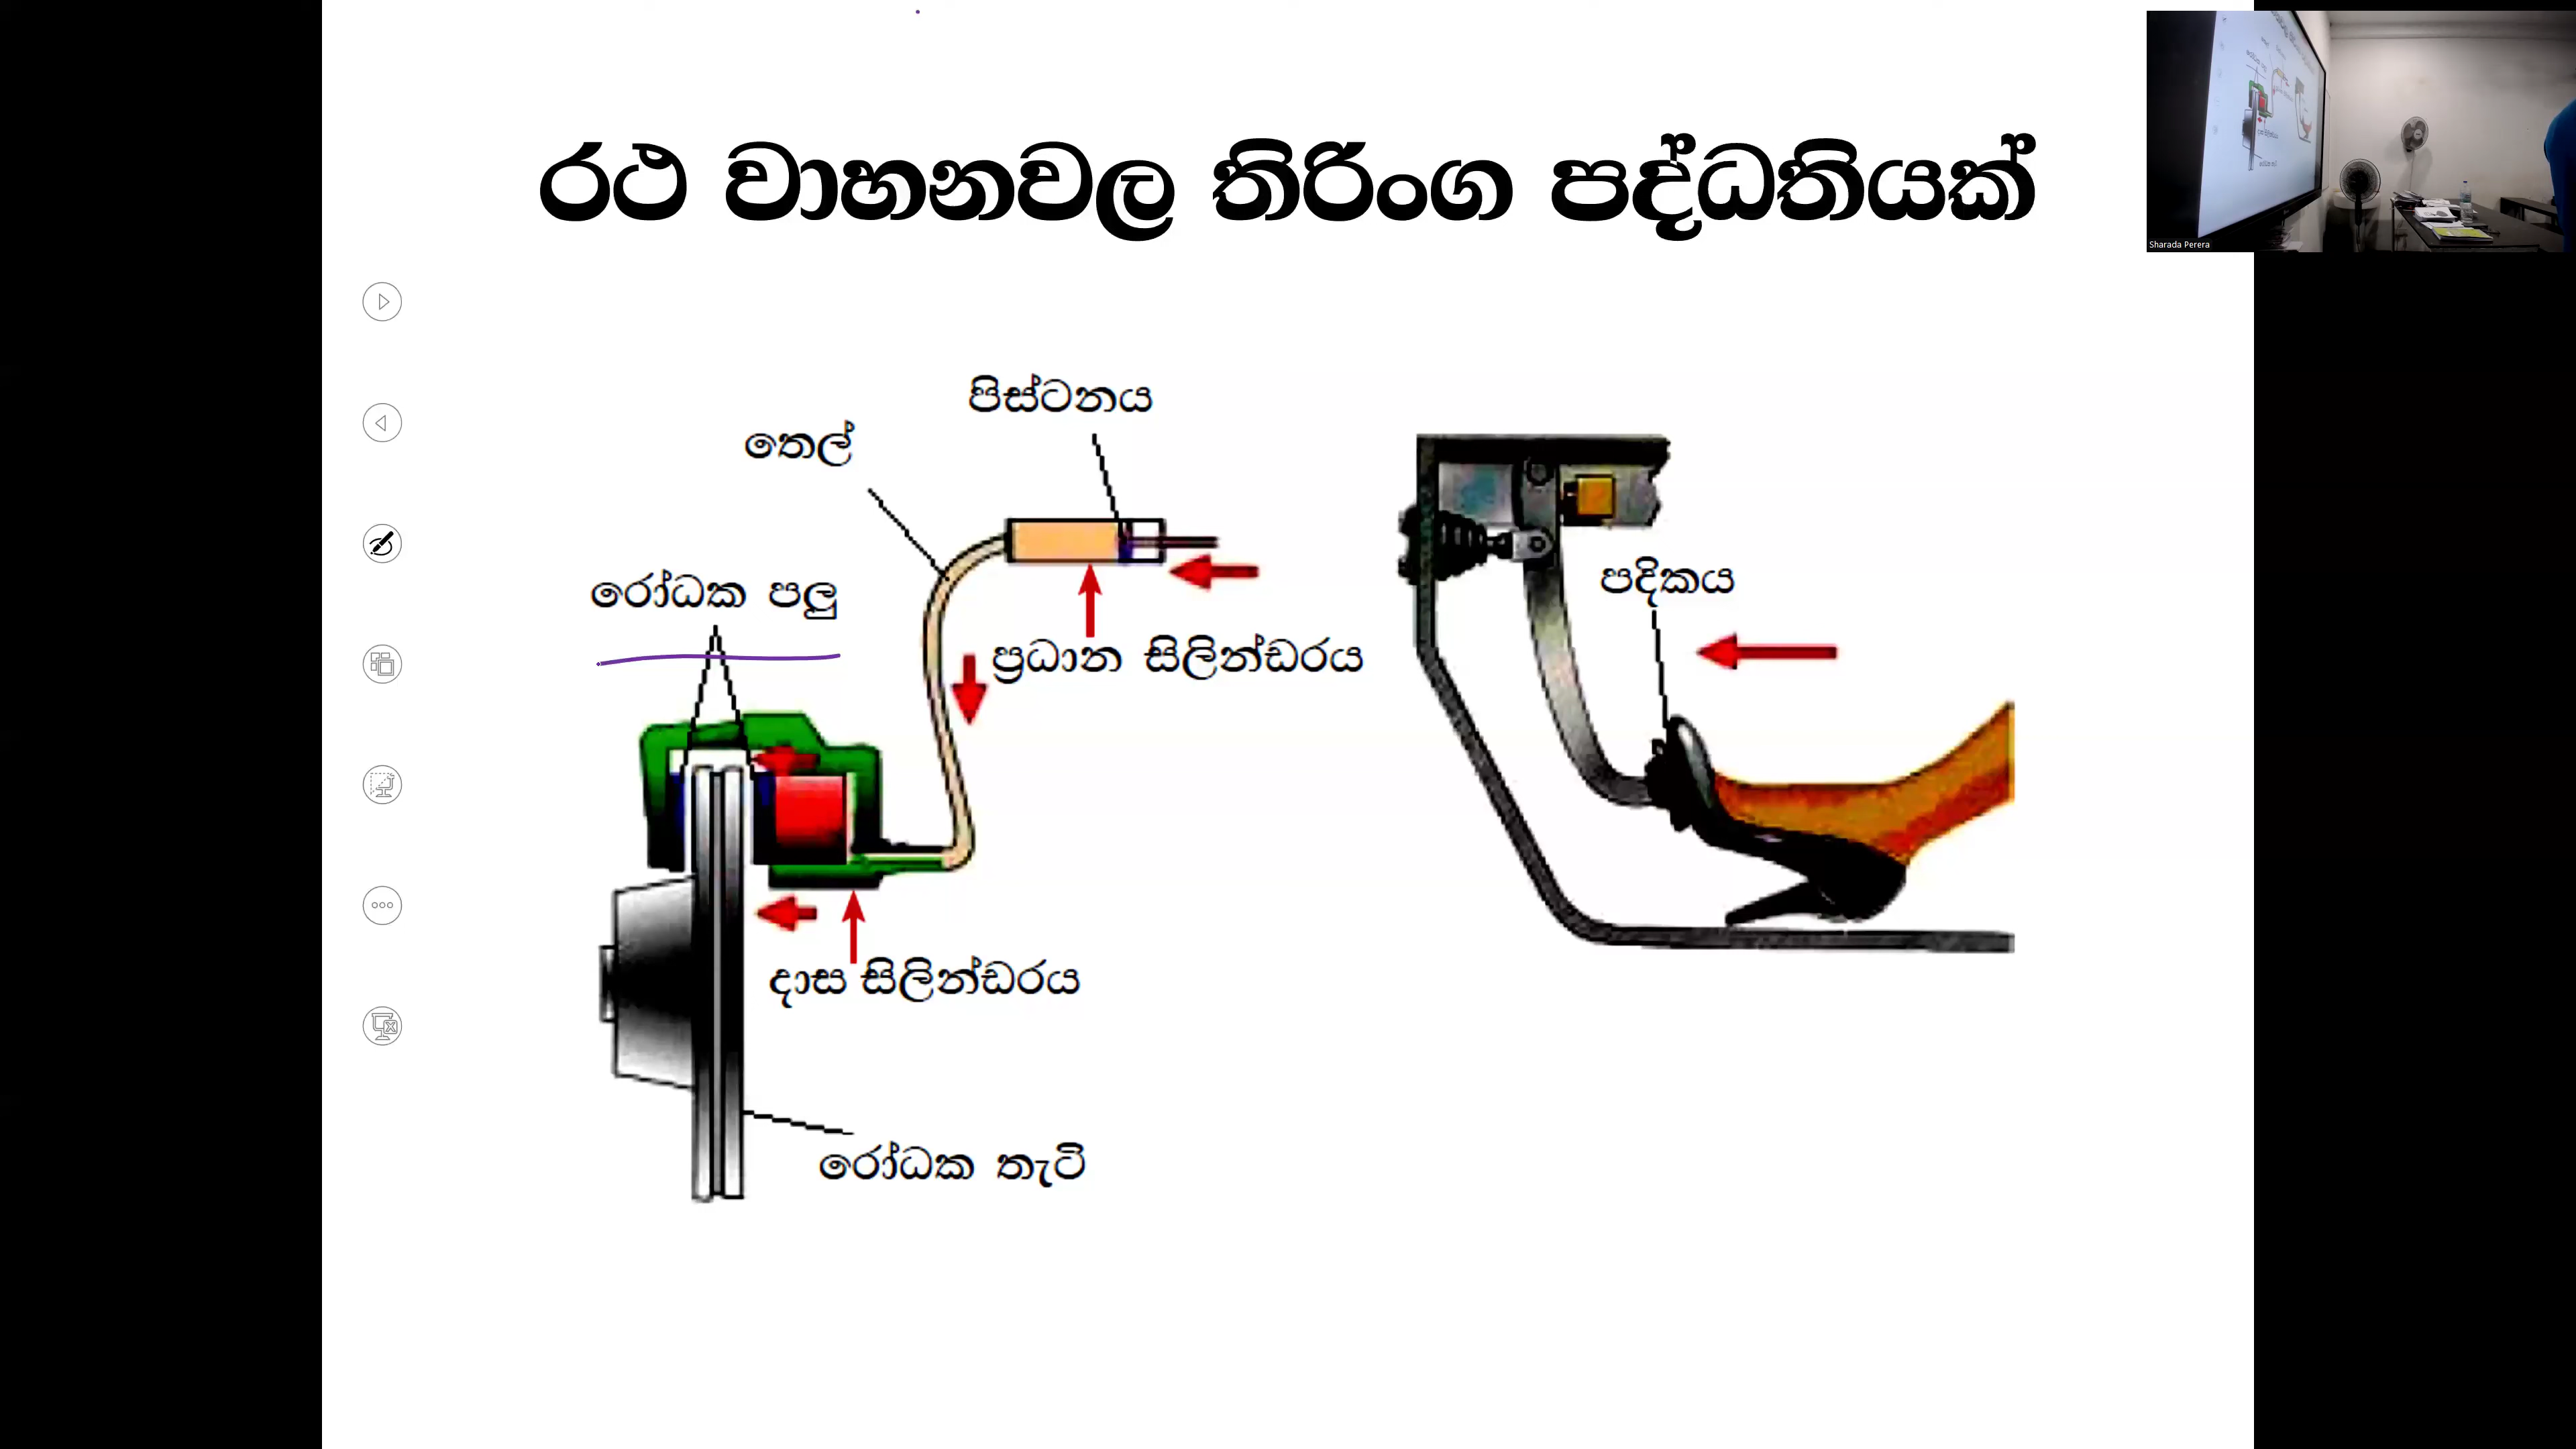 රථ වාහනවල තිරිංග පද්ධතියක්
Sharada Perera
පිස්ටනය
තෙල්
රෝධක පලු
ප්‍රධාන සිලින්ඩරය
පදිකය
දාස සිලින්ඩරය
රෝධක තැටි